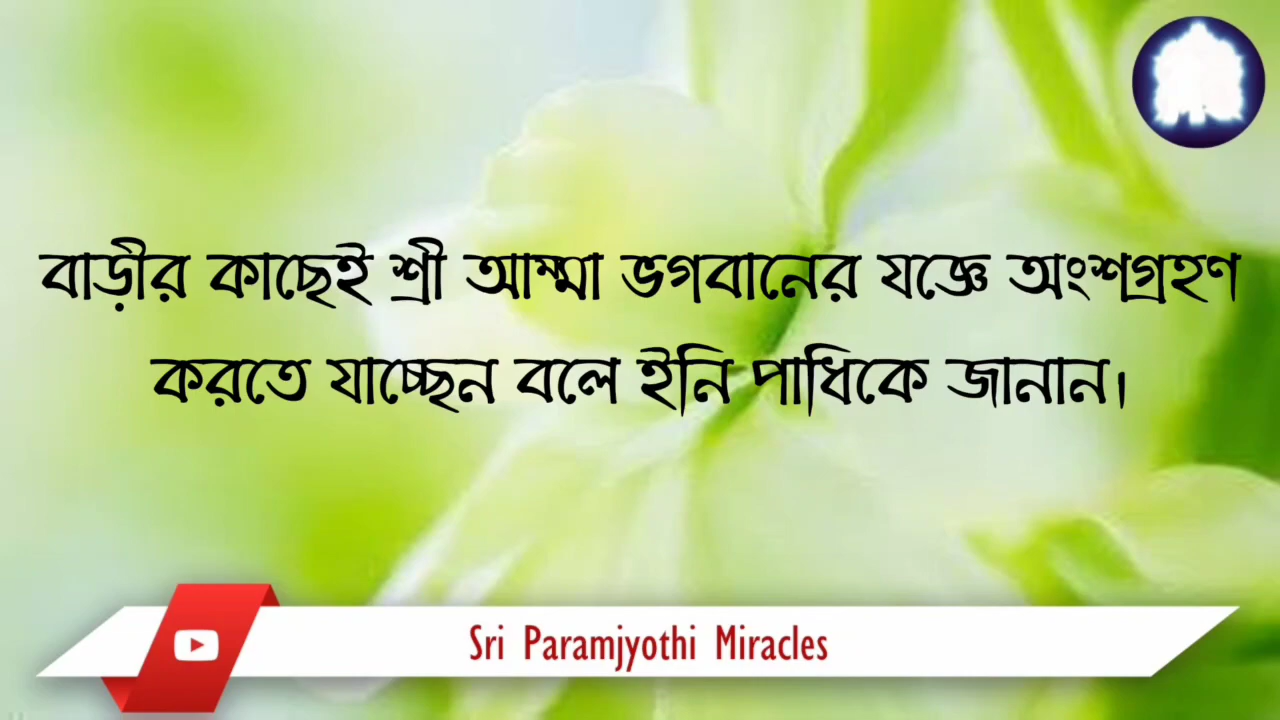 বাড়ীর কাছেই শ্রী আম্মা ভগবানের যজ্ঞে অংশগ্রহণ
করতে যাচ্ছেন বলে ইনি পাধিকে জানান।
Sri Paramjyothi Miracles